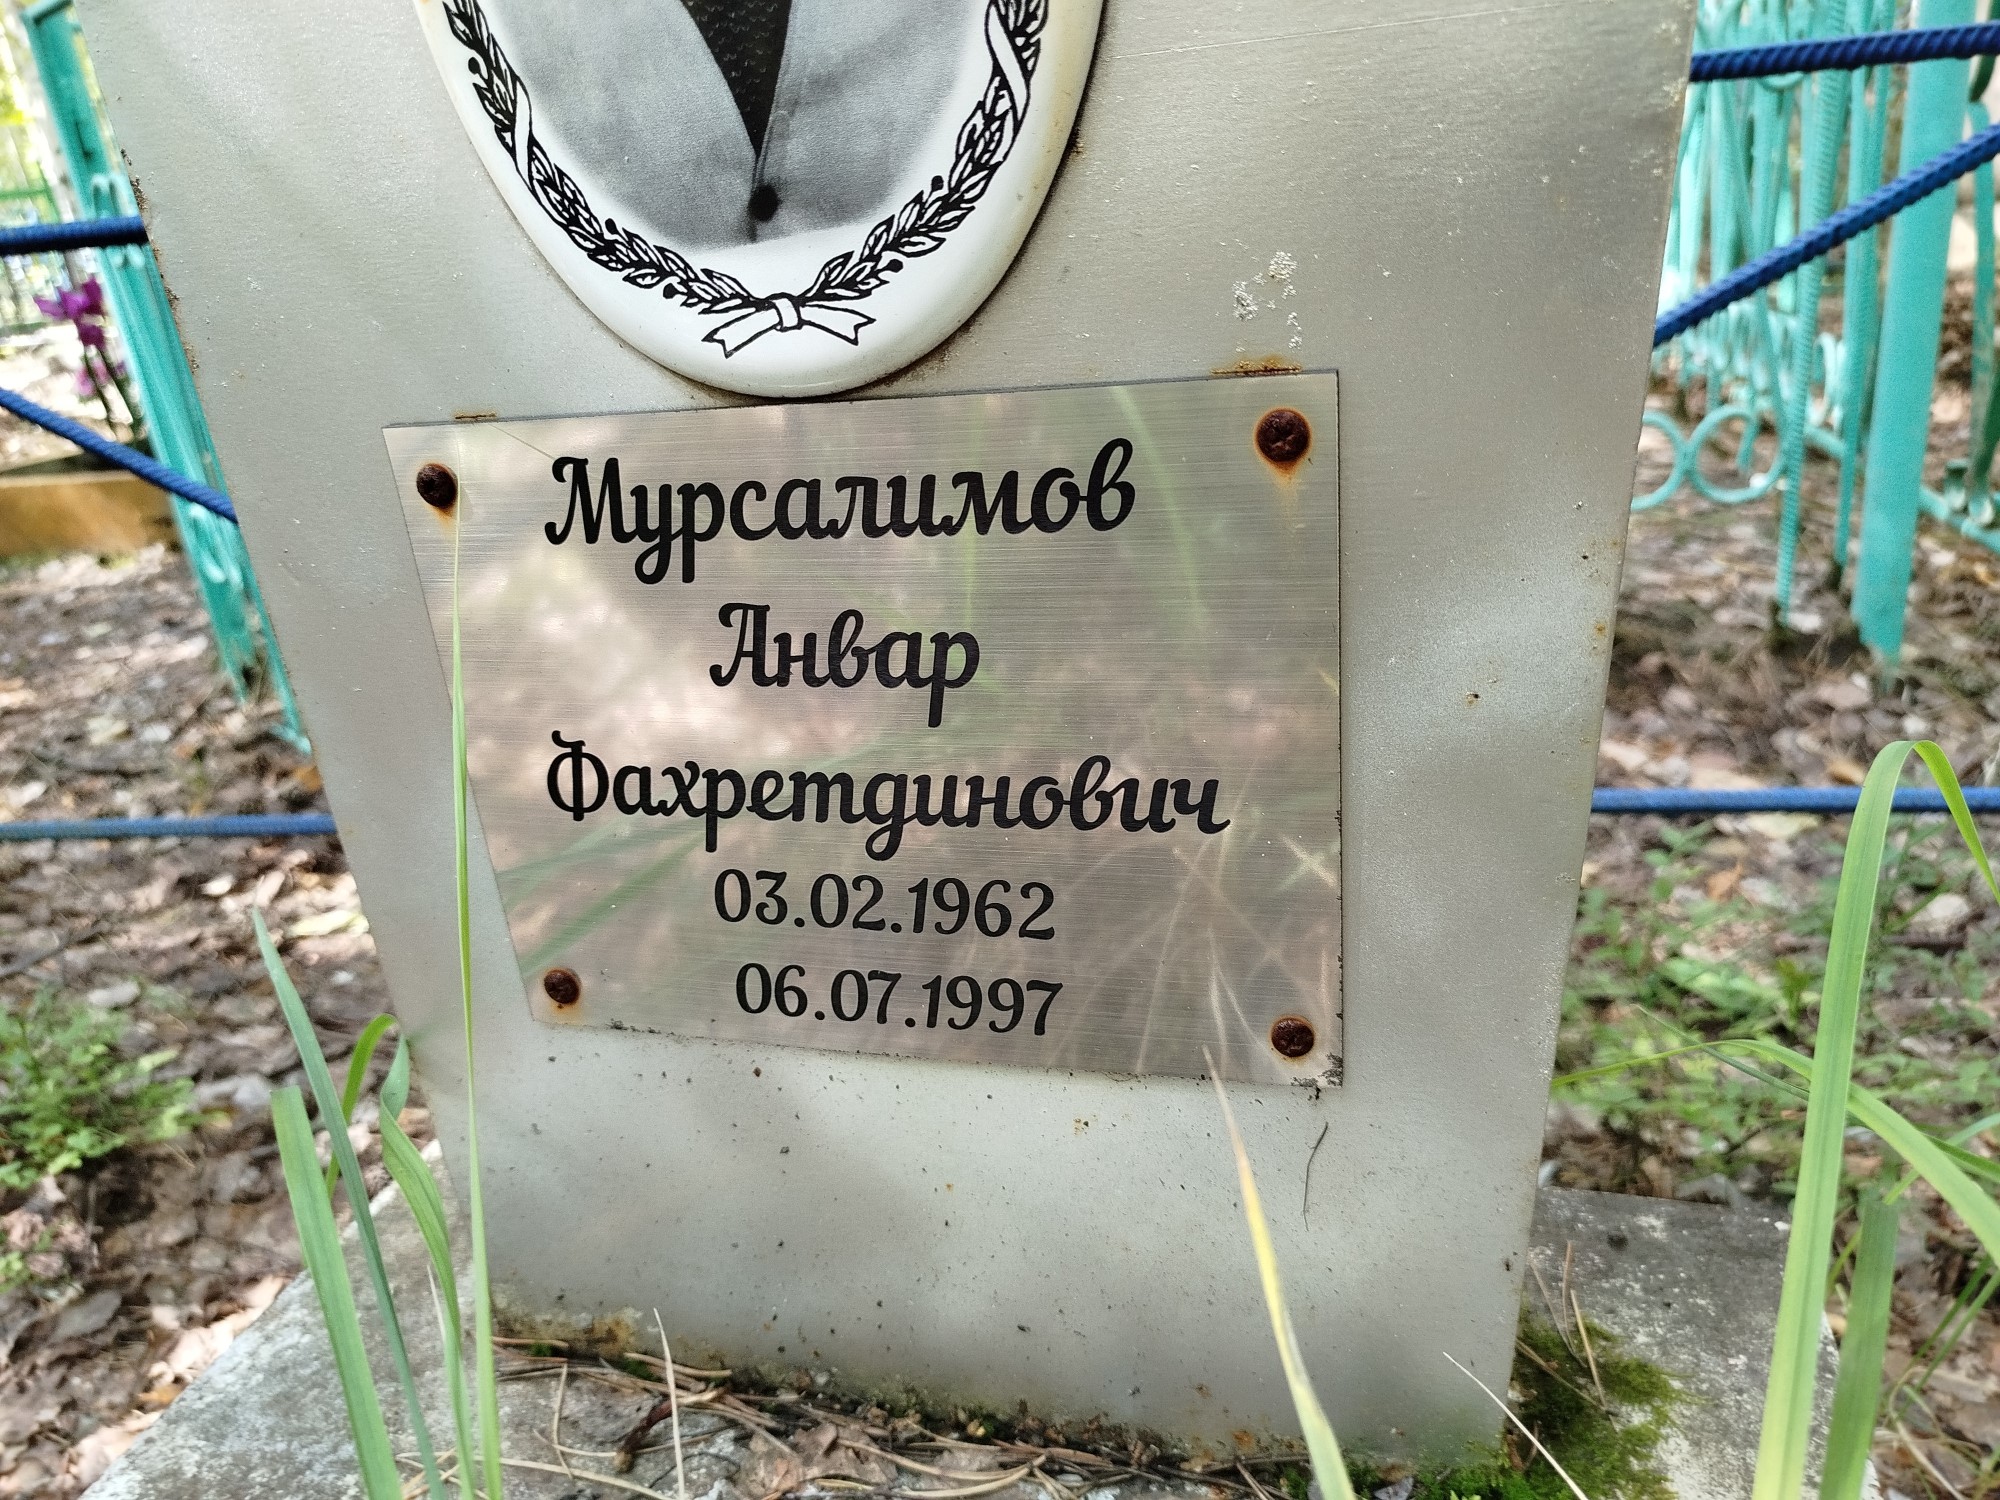 Мурсалимов
Анвар
Фахретдинович
03.02.1962
06.07.1997